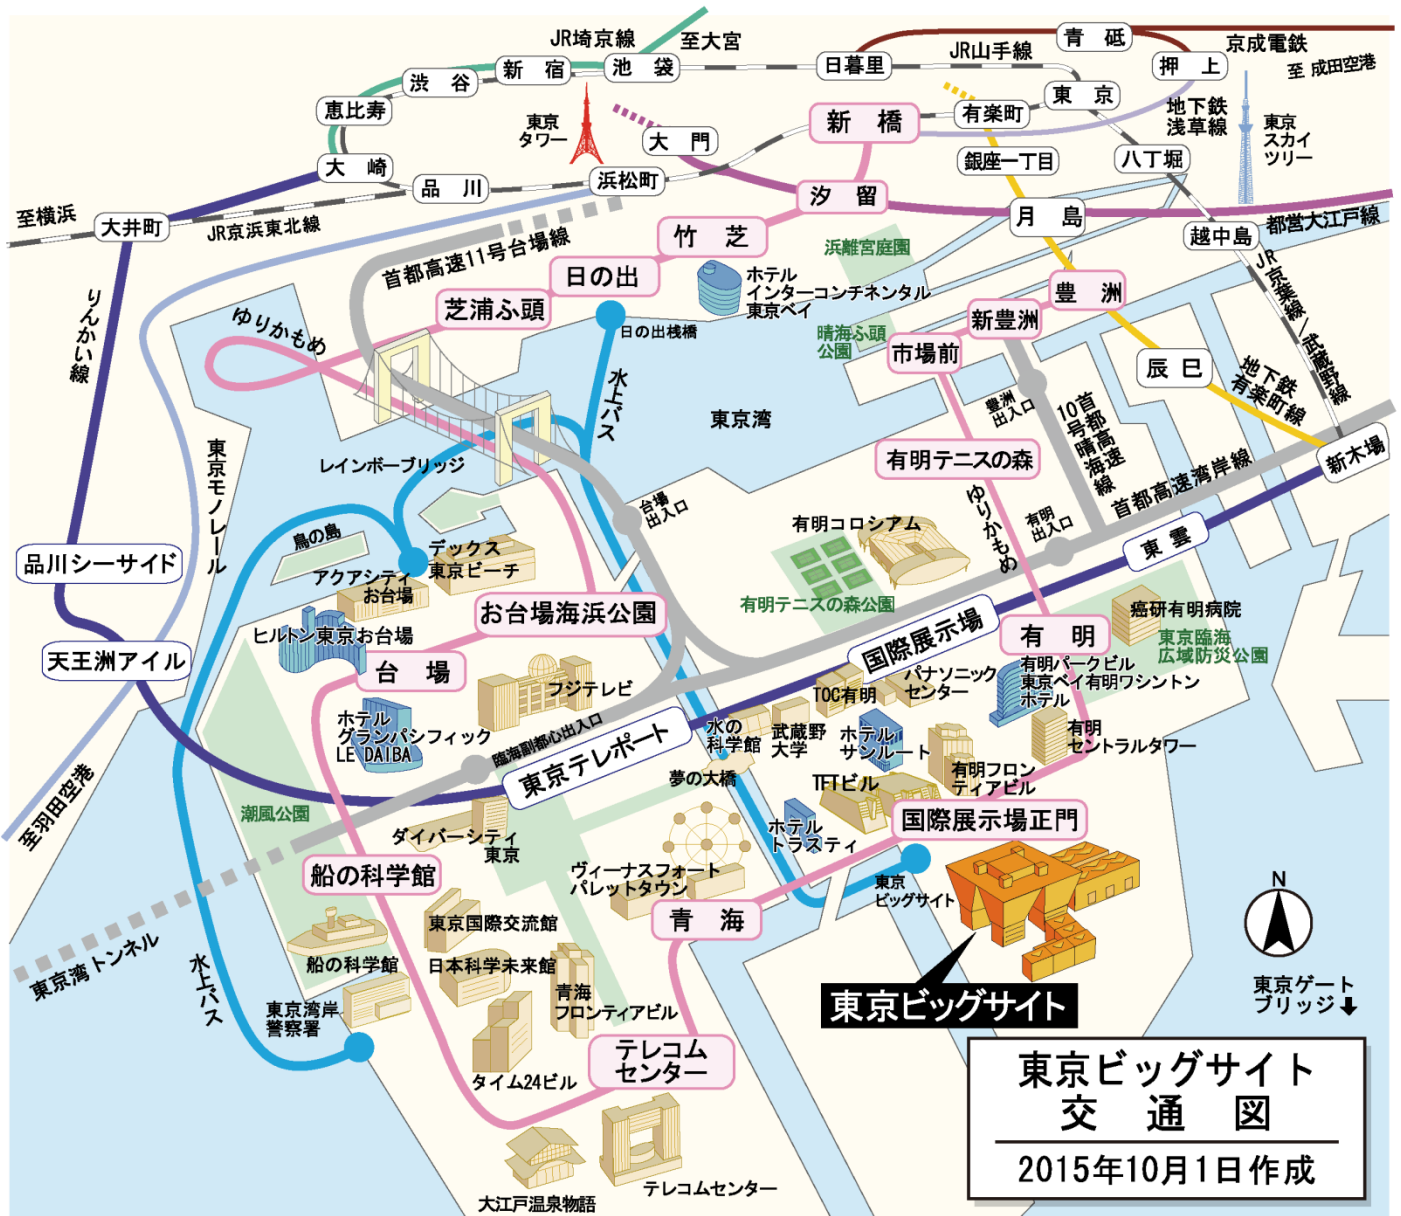 JR埼京線
至大宮
青砥
京成電鉄
至 成田空港
新宿
池袋
日暮里
JR山手線
押上
渋谷
恵比寿
東京
有楽町
地下鉄
浅草線
東京
タワー
大門
新橋
東京
スカイ
ツリー
大崎
品川
浜松町
銀座一丁目
八丁堀
汐留
月島
至横浜
大井町
JR京浜東北線
首都高速11号台場線
竹芝
浜離宮庭園
越中島
都営大江戸線
JR京葉線/武蔵野線
日の出
ホテル
インターコンチネンタル
東京ベイ
豊洲
りんかい線
ゆりかもめ
芝浦ふ頭
日の出桟橋
晴海ふ頭
公園
新豊洲
市場前
辰巳
地下鉄
有楽町線
水上バス
東京湾
豊洲
出入口
首都高速
10号晴海線
東京モノレール
レインボーブリッジ
有明テニスの森
新木場
首都高速湾岸線
台場
出入口
ゆりかもめ
有明
出入口
鳥の島
デックス
東京ビーチ
有明コロシアム
東雲
品川シーサイド
アクアシティ
お台場
有明テニスの森公園
お台場海浜公園
癌研有明病院
ヒルトン東京お台場
国際展示場
有明
東京臨海
広域防災公園
天王洲アイル
台場
フジテレビ
パナソニック
センター
TOC有明
有明パークビル
東京ベイ有明ワシントン
ホテル
ホテル
グランパシフィック
LE DAIBA
臨海副都心出入口
東京テレポート
水の
科学館
武蔵野
大学
ホテル
サンルート
有明
セントラルタワー
夢の大橋
TFTビル
有明フロン
ティアビル
至羽田空港
潮風公園
ダイバーシティ
東京
ホテル
トラスティ
国際展示場正門
船の科学館
ヴィーナスフォート
パレットタウン
東京
ビッグサイト
青海
東京国際交流館
N
東京湾トンネル
水上バス
船の科学館
日本科学未来館
青海
フロンティアビル
東京ビッグサイト
東京ゲート
ブリッジ
東京湾岸
警察署
テレコム
センター
タイム24ビル
東京ビッグサイト
交通図
2015年10月1日作成
大江戸温泉物語
テレコムセンター